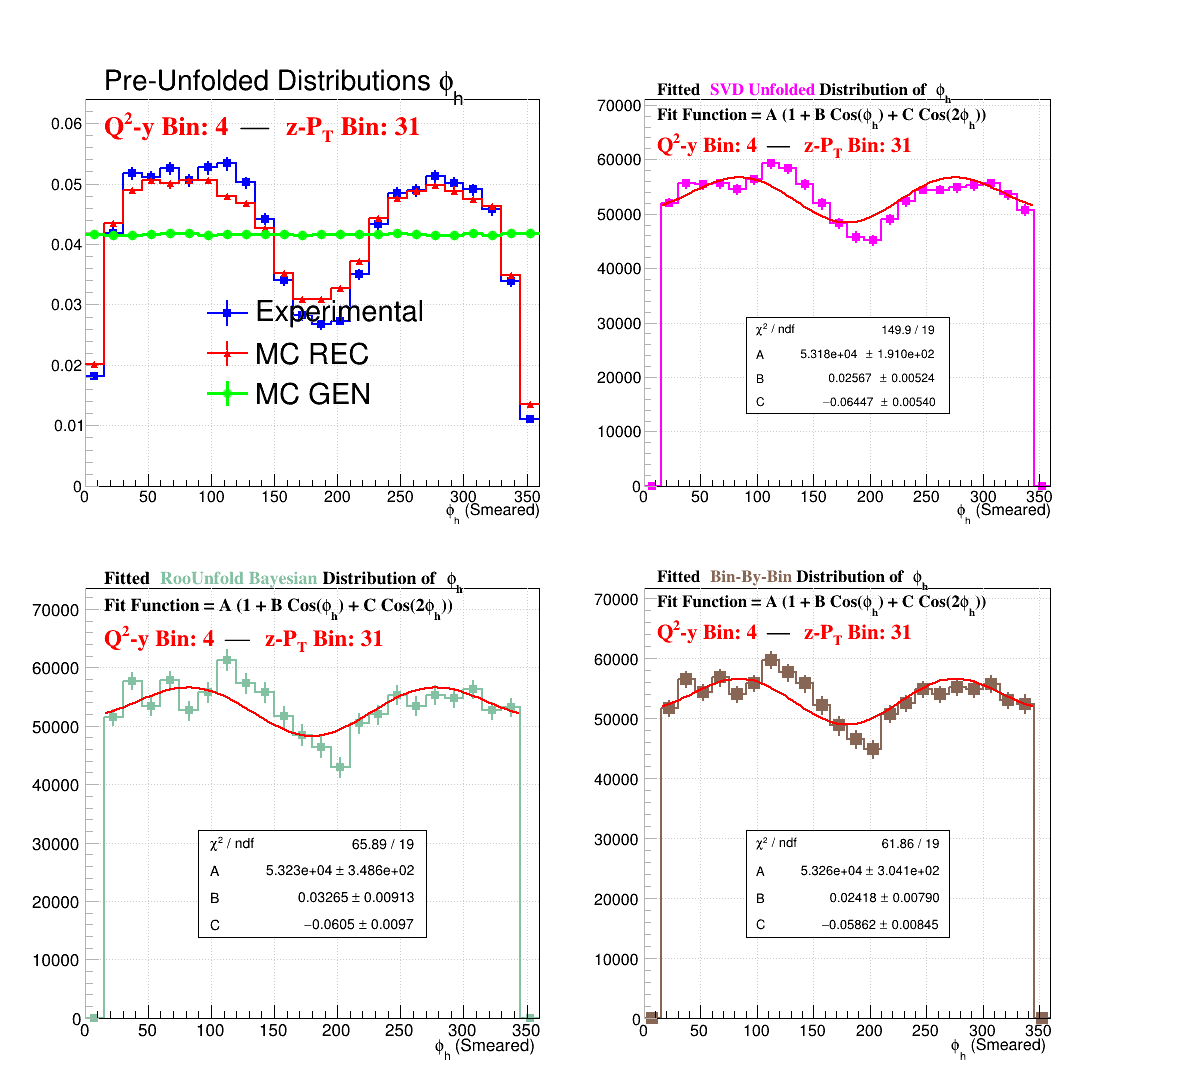 Pre-Unfolded Distributions ϕh
Q²-y Bin: 4 — z-PT Bin: 31
0.06
0.05
0.04
0.03
0.02
0.01
0
Experimental
MC REC
MC GEN
0 50 100 150 200 250 300 350
ϕh (Smeared)
Fitted SVD Unfolded Distribution of ϕh
Fit Function = A (1 + B Cos(ϕh) + C Cos(2ϕh))
Q²-y Bin: 4 — z-PT Bin: 31
70000
60000
50000
40000
30000
20000
10000
0
χ² / ndf 149.9 / 19
A 5.318e+04 ± 1.910e+02
B 0.02567 ± 0.00524
C −0.06447 ± 0.00540
0 50 100 150 200 250 300 350
ϕh (Smeared)
Fitted RooUnfold Bayesian Distribution of ϕh
Fit Function = A (1 + B Cos(ϕh) + C Cos(2ϕh))
Q²-y Bin: 4 — z-PT Bin: 31
70000
60000
50000
40000
30000
20000
10000
0
χ² / ndf 65.89 / 19
A 5.323e+04 ± 3.486e+02
B 0.03265 ± 0.00913
C −0.0605 ± 0.0097
0 50 100 150 200 250 300 350
ϕh (Smeared)
Fitted Bin-By-Bin Distribution of ϕh
Fit Function = A (1 + B Cos(ϕh) + C Cos(2ϕh))
Q²-y Bin: 4 — z-PT Bin: 31
70000
60000
50000
40000
30000
20000
10000
0
χ² / ndf 61.86 / 19
A 5.326e+04 ± 3.041e+02
B 0.02418 ± 0.00790
C −0.05862 ± 0.00845
0 50 100 150 200 250 300 350
ϕh (Smeared)